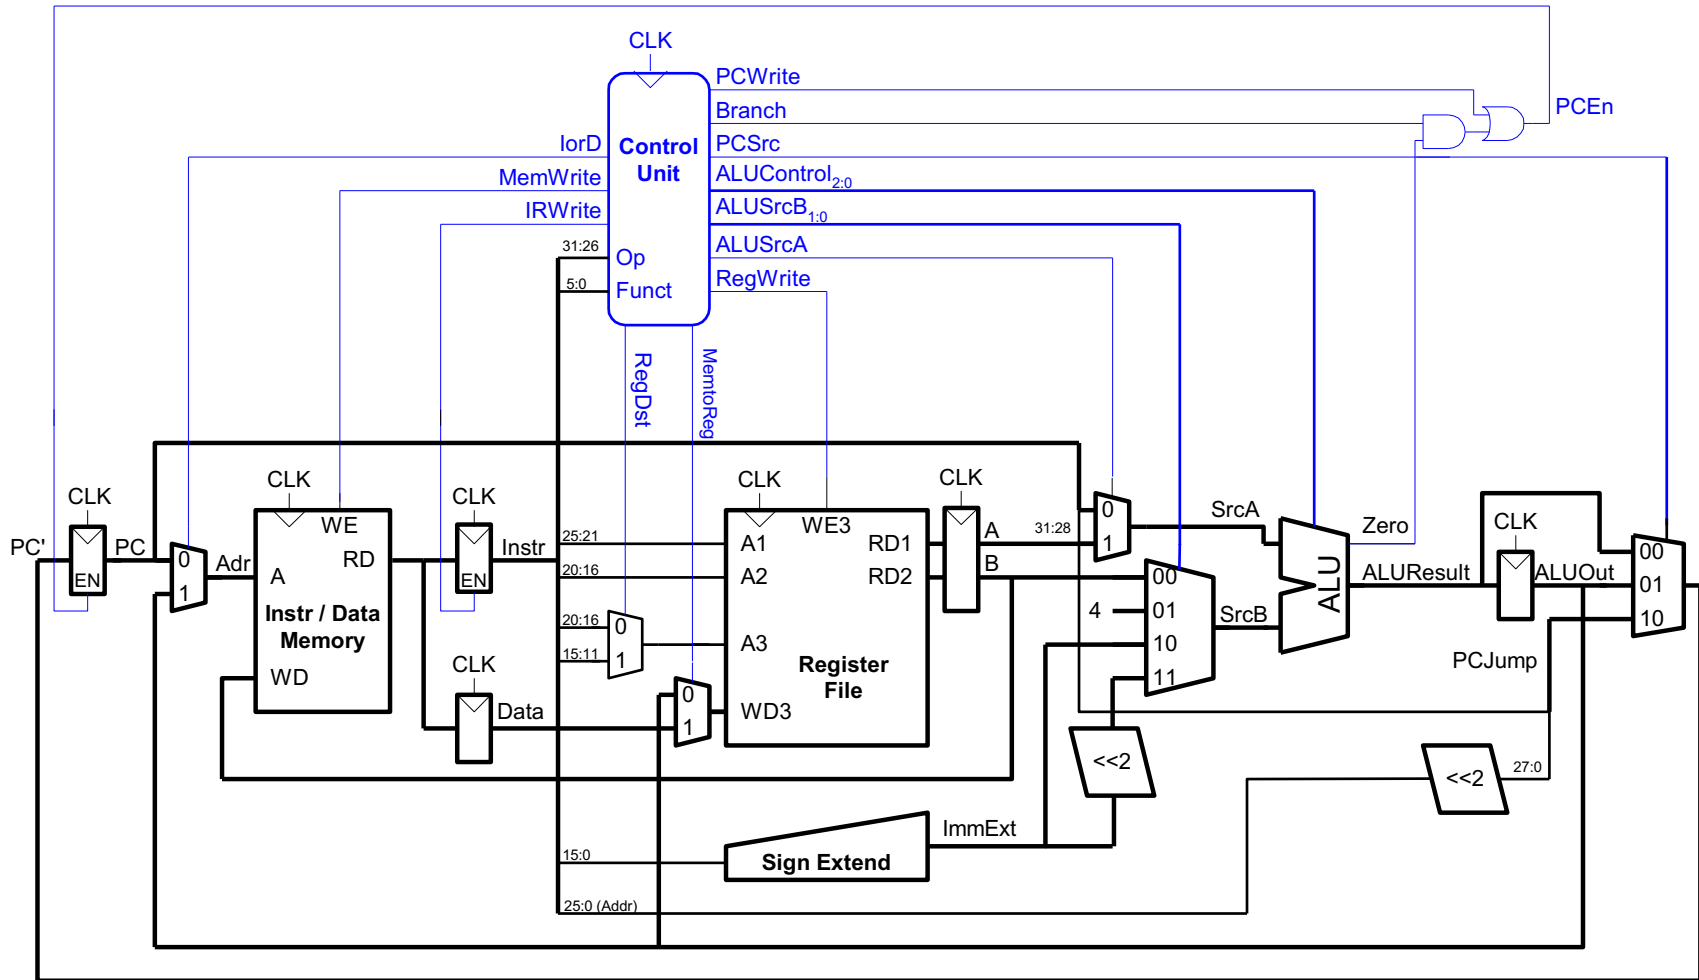 CLK
PCWrite
Branch
PCEn
IorD
Control
Unit
PCSrc
MemWrite
ALUControl2:0
IRWrite
ALUSrcB1:0
31:26
Op
ALUSrcA
5:0
Funct
RegWrite
RegDst
MemtoReg
CLK
CLK
CLK
CLK
CLK
CLK
PC'
PC
EN
0
1
Adr
WE
A
RD
Instr / Data
Memory
WD
EN
Instr
CLK
Data
25:21
20:16
20:16
15:11
0
1
0
1
WE3
A1
RD1
A2
RD2
A3
Register
File
WD3
A
B
31:28
0
1
SrcA
00
4
01
10
11
SrcB
ALU
Zero
ALUResult
ALUOut
00
01
10
PCJump
<<2
<<2
27:0
ImmExt
15:0
Sign Extend
25:0 (Addr)